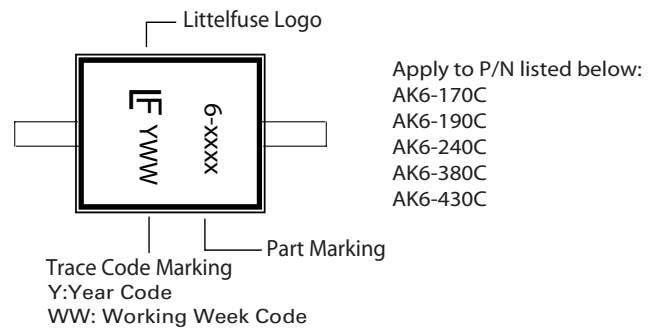 Littelfuse Logo
LF YWW
6-xxxx
Apply to P/N listed below:
AK6-170C
AK6-190C
AK6-240C
AK6-380C
AK6-430C
Part Marking
Trace Code Marking
Y:Year Code
WW: Working Week Code